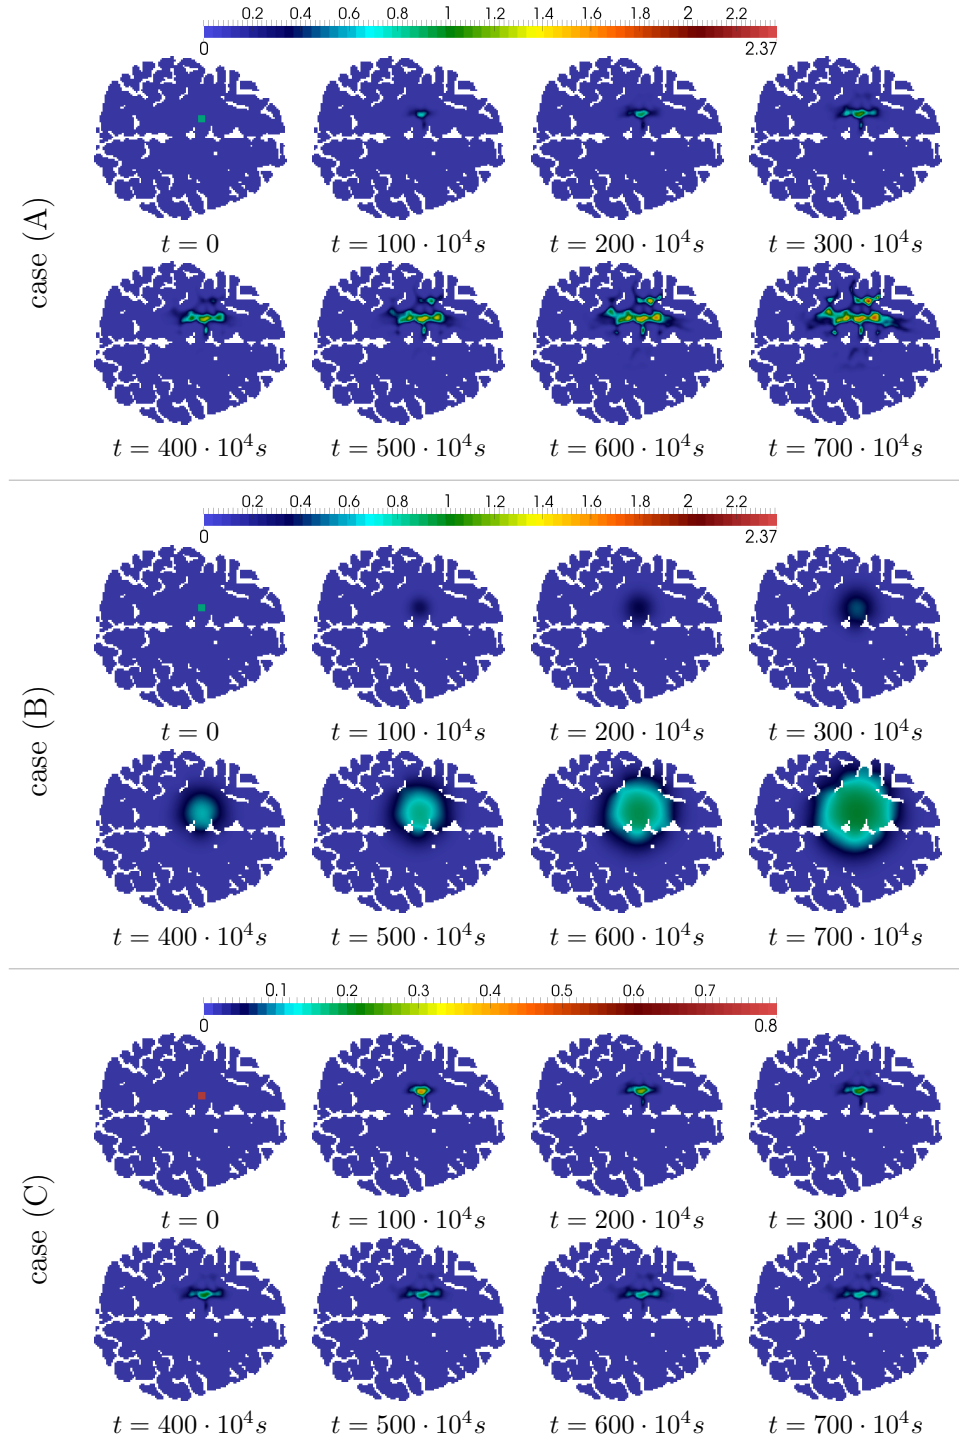 0.2 0.4 0.6 0.8 1 1.2 1.4 1.6 1.8 2 2.2
0 2.37
case (A)
t = 0 t = 100 · 10⁴s t = 200 · 10⁴s t = 300 · 10⁴s
t = 400 · 10⁴s t = 500 · 10⁴s t = 600 · 10⁴s t = 700 · 10⁴s
0.2 0.4 0.6 0.8 1 1.2 1.4 1.6 1.8 2 2.2
0 2.37
case (B)
t = 0 t = 100 · 10⁴s t = 200 · 10⁴s t = 300 · 10⁴s
t = 400 · 10⁴s t = 500 · 10⁴s t = 600 · 10⁴s t = 700 · 10⁴s
0.1 0.2 0.3 0.4 0.5 0.6 0.7
0 0.8
case (C)
t = 0 t = 100 · 10⁴s t = 200 · 10⁴s t = 300 · 10⁴s
t = 400 · 10⁴s t = 500 · 10⁴s t = 600 · 10⁴s t = 700 · 10⁴s